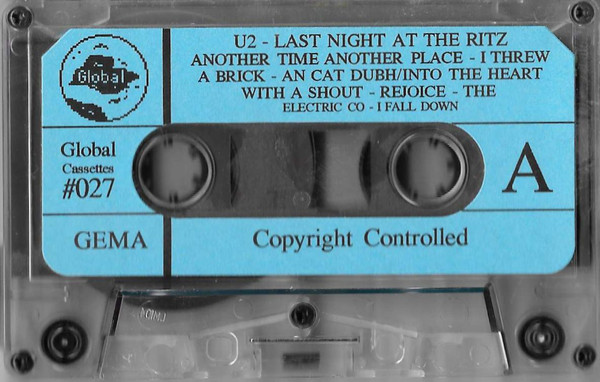 U2 - LAST NIGHT AT THE RITZ
ANOTHER TIME ANOTHER PLACE - I THREW
A BRICK - AN CAT DUBH/INTO THE HEART
WITH A SHOUT - REJOICE - THE
ELECTRIC CO - I FALL DOWN
Global
Global
Cassettes
#027
A
GEMA
Copyright Controlled